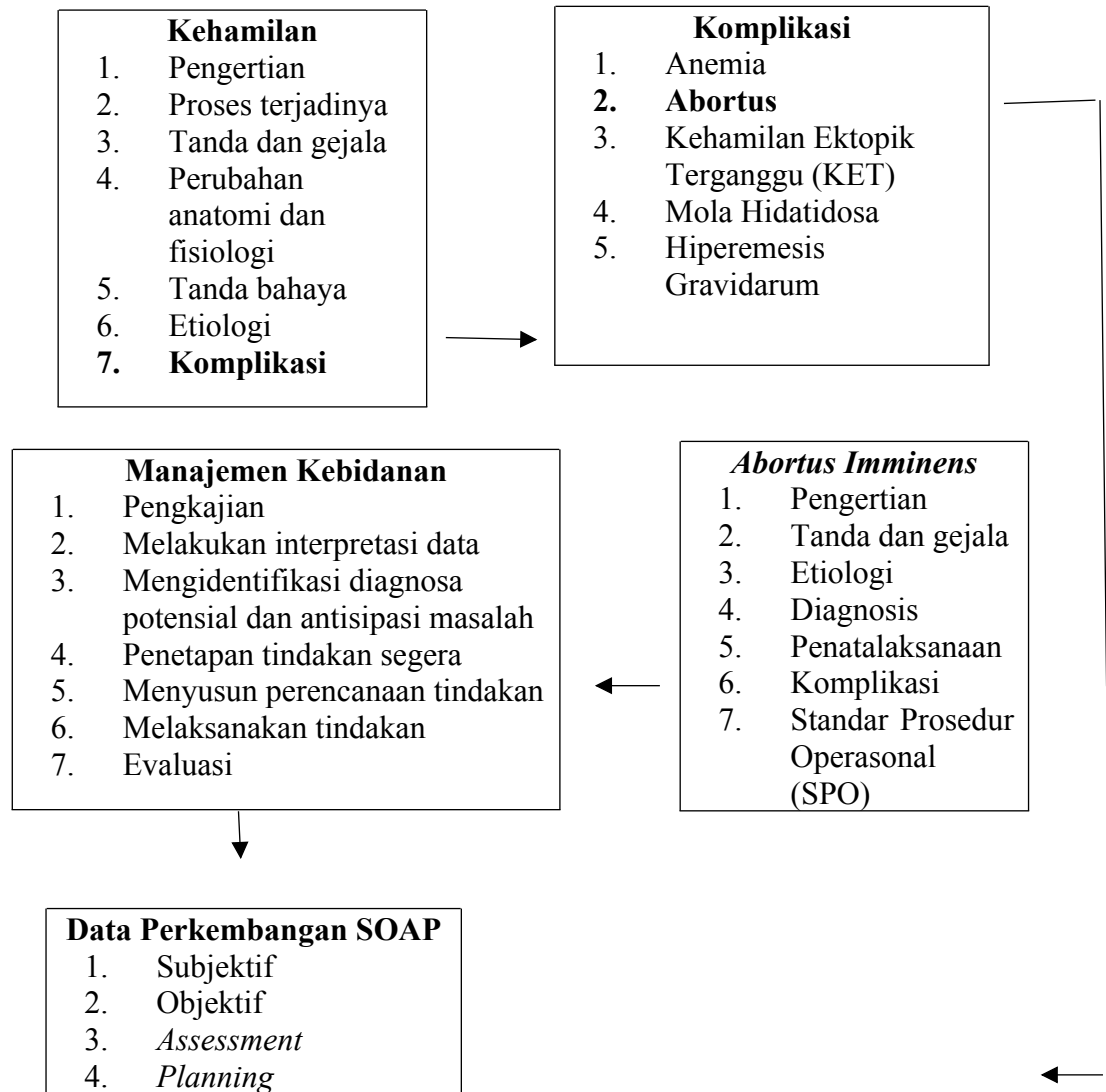 Kehamilan
1. Pengertian
2. Proses terjadinya
3. Tanda dan gejala
4. Perubahan
anatomi dan
fisiologi
5. Tanda bahaya
6. Etiologi
7. Komplikasi
Komplikasi
1. Anemia
2. Abortus
3. Kehamilan Ektopik
Terganggu (KET)
4. Mola Hidatidosa
5. Hiperemesis
Gravidarum
Abortus Imminens
1. Pengertian
2. Tanda dan gejala
3. Etiologi
4. Diagnosis
5. Penatalaksanaan
6. Komplikasi
7. Standar Prosedur
Operasonal
(SPO)
Manajemen Kebidanan
1. Pengkajian
2. Melakukan interpretasi data
3. Mengidentifikasi diagnosa
potensial dan antisipasi masalah
4. Penetapan tindakan segera
5. Menyusun perencanaan tindakan
6. Melaksanakan tindakan
7. Evaluasi
Data Perkembangan SOAP
1. Subjektif
2. Objektif
3. Assessment
4. Planning